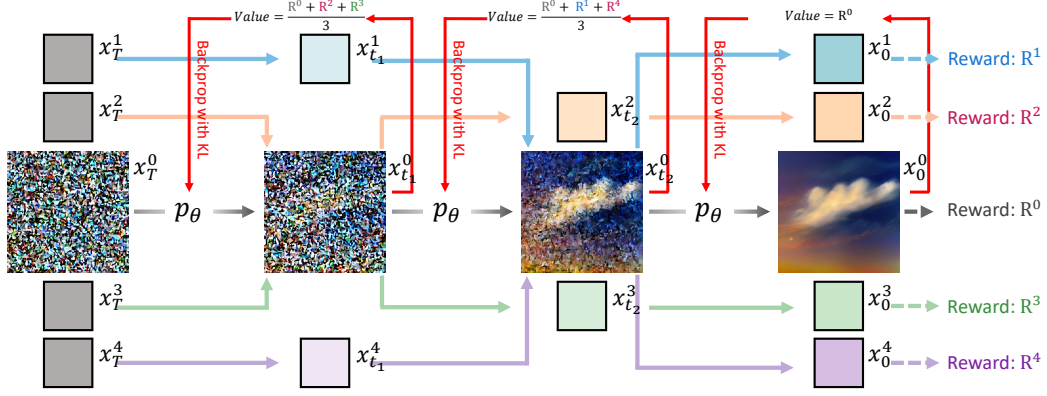 Value = (R⁰ + R² + R³) / 3
Value = (R⁰ + R¹ + R⁴) / 3
Value = R⁰
x_T^1
x_{t_1}^1
x_0^1
Reward: R¹
x_T^2
x_{t_2}^2
x_0^2
Reward: R²
Backprop with KL
Backprop with KL
Backprop with KL
x_T^0
x_{t_1}^0
x_{t_2}^0
x_0^0
p_θ
p_θ
p_θ
Reward: R⁰
x_T^3
x_{t_2}^3
x_0^3
Reward: R³
x_T^4
x_{t_1}^4
x_0^4
Reward: R⁴